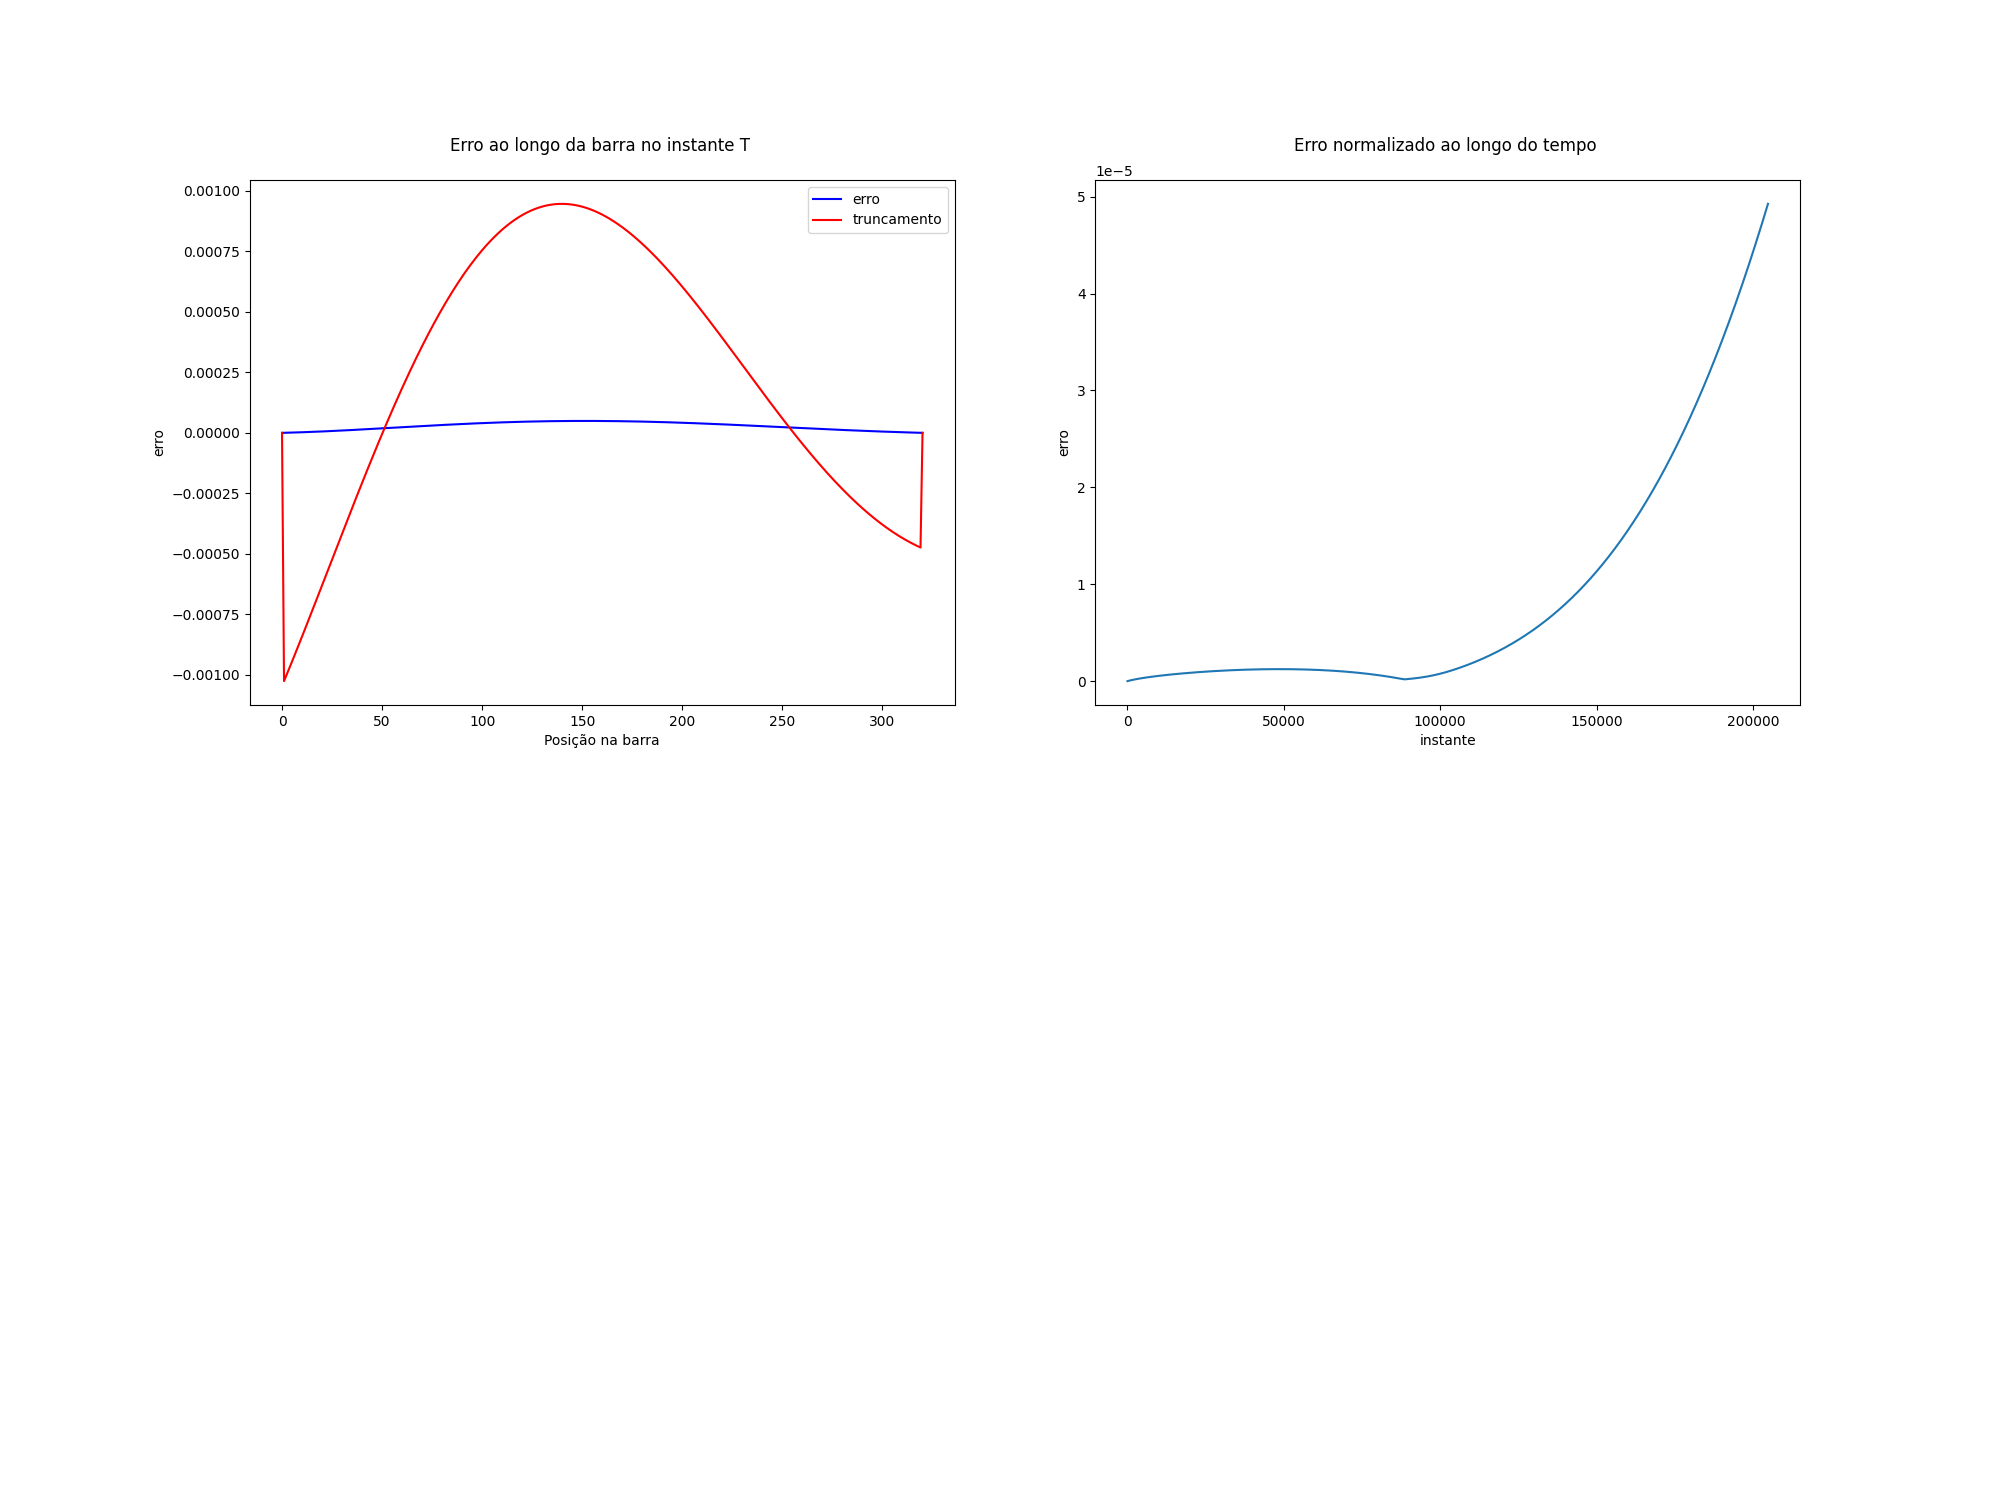 Erro ao longo da barra no instante T
0.00100
0.00075
0.00050
0.00025
0.00000
−0.00025
−0.00050
−0.00075
−0.00100
erro
erro
truncamento
0 50 100 150 200 250 300
Posição na barra
Erro normalizado ao longo do tempo
1e−5
5
4
3
2
1
0
erro
0 50000 100000 150000 200000
instante